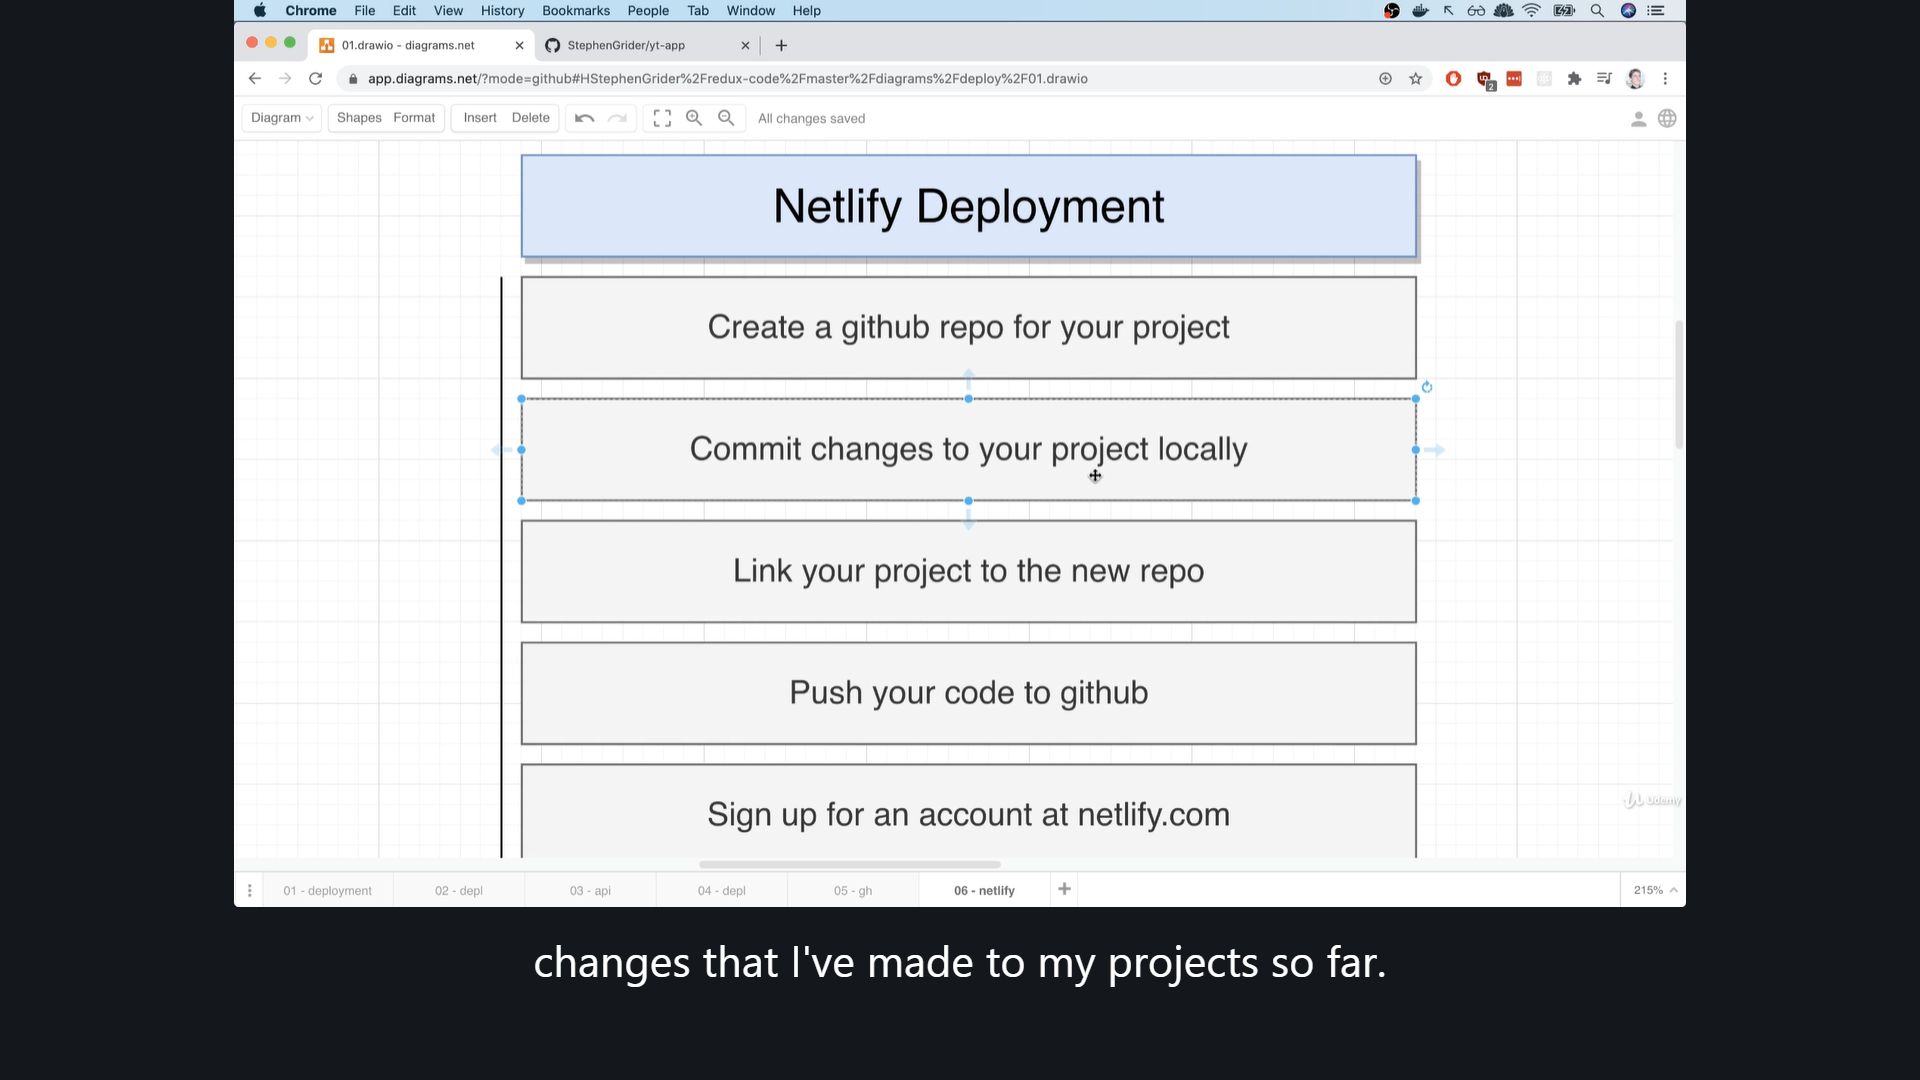 Chrome File Edit View History Bookmarks People Tab Window Help
01.drawio - diagrams.net
StephenGrider/yt-app
app.diagrams.net/?mode=github#HStephenGrider%2Fredux-code%2Fmaster%2Fdiagrams%2Fdeploy%2F01.drawio
2
Diagram Shapes Format Insert Delete All changes saved
Netlify Deployment
Create a github repo for your project
Commit changes to your project locally
Link your project to the new repo
Push your code to github
Sign up for an account at netlify.com
Udemy
01 - deployment 02 - depl 03 - api 04 - depl 05 - gh 06 - netlify 215%
changes that I've made to my projects so far.